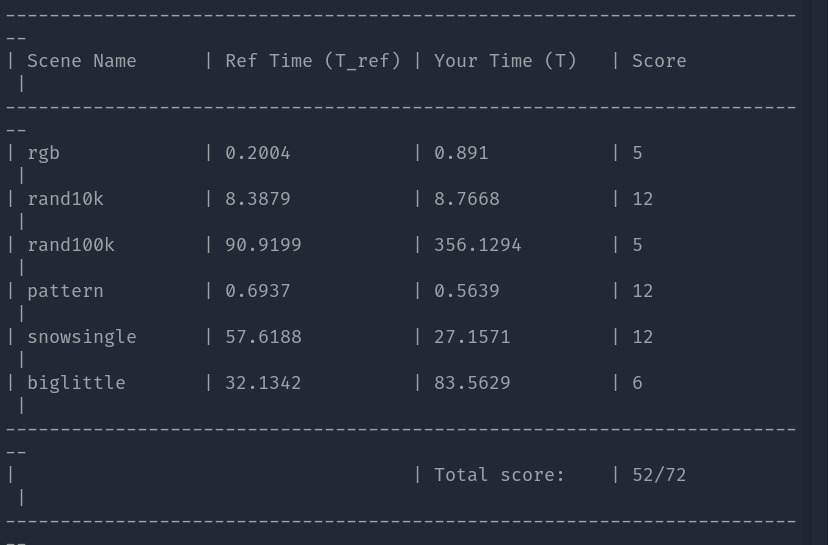 ------------------------------------------------------------------------
--
| Scene Name      | Ref Time (T_ref) | Your Time (T)   | Score
 |
------------------------------------------------------------------------
--
| rgb             | 0.2004           | 0.891           | 5
 |
| rand10k         | 8.3879           | 8.7668          | 12
 |
| rand100k        | 90.9199          | 356.1294        | 5
 |
| pattern         | 0.6937           | 0.5639          | 12
 |
| snowsingle      | 57.6188          | 27.1571         | 12
 |
| biglittle       | 32.1342          | 83.5629         | 6
 |
------------------------------------------------------------------------
--
|                                    | Total score:    | 52/72
 |
------------------------------------------------------------------------
--